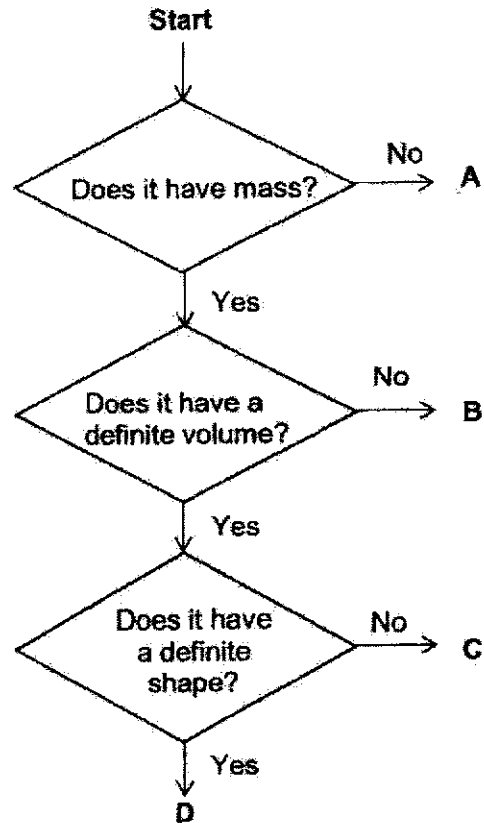 Start
Does it have mass?
No
A
Yes
Does it have a
definite volume?
No
B
Yes
Does it have
a definite
shape?
No
C
Yes
D